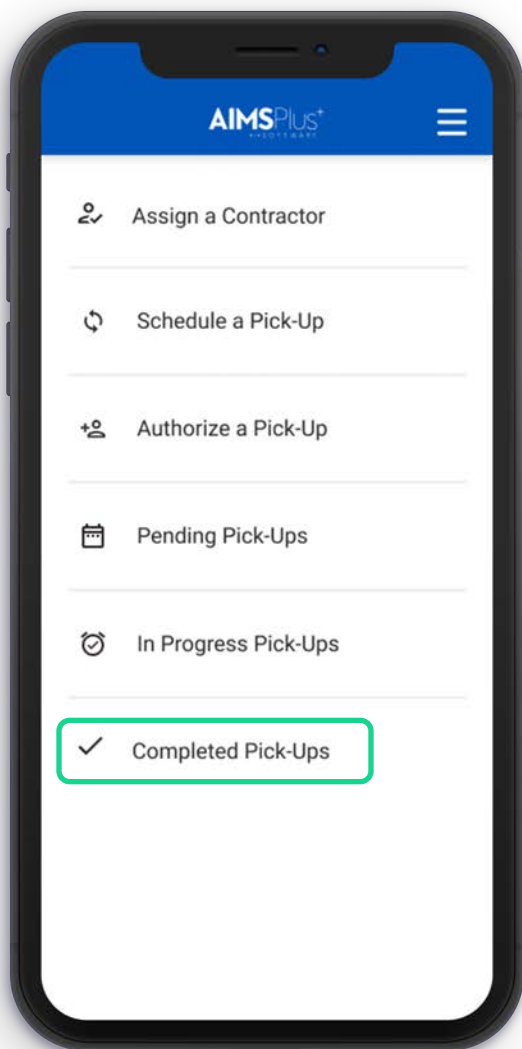 AIMSPlus+
SOFTWARE
Assign a Contractor
Schedule a Pick-Up
Authorize a Pick-Up
Pending Pick-Ups
In Progress Pick-Ups
Completed Pick-Ups